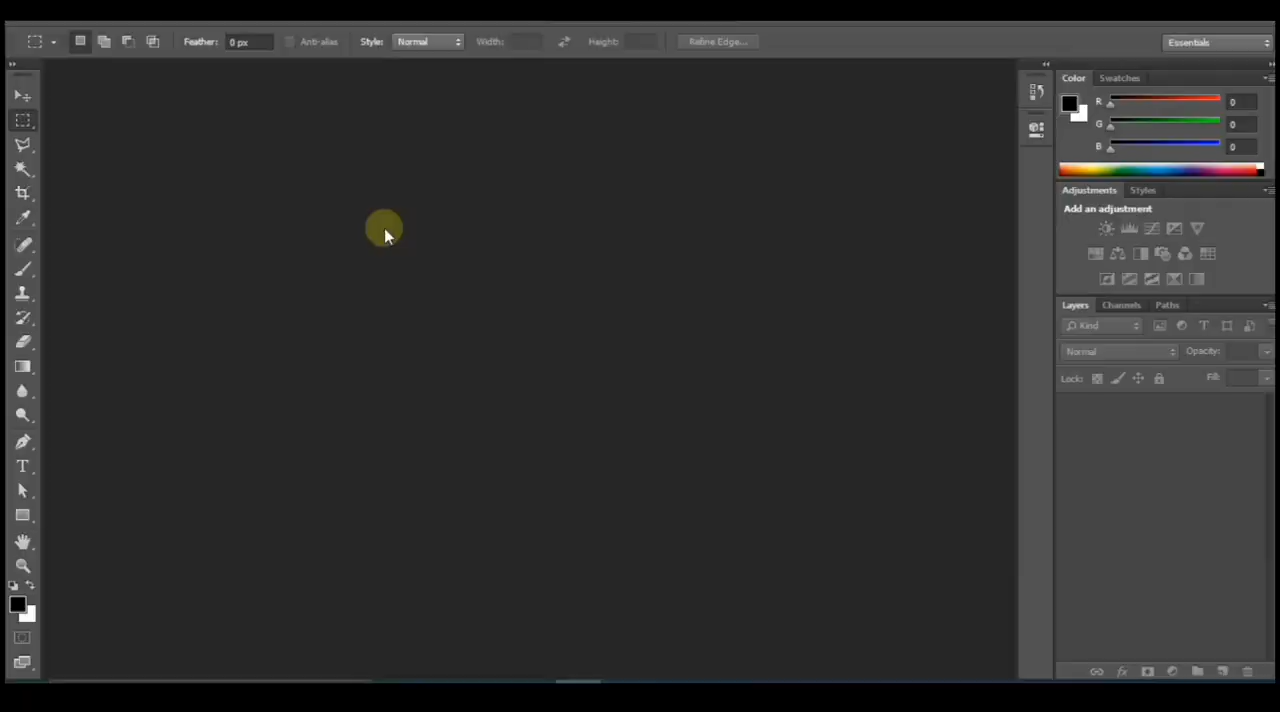 Feather: 0 px Anti-alias Style: Normal Width: Height: Refine Edge... Essentials
Color Swatches
R 0
G 0
B 0
Adjustments Styles
Add an adjustment
Layers Channels Paths
Kind T
Normal Opacity:
Lock: Fill:
T
fx